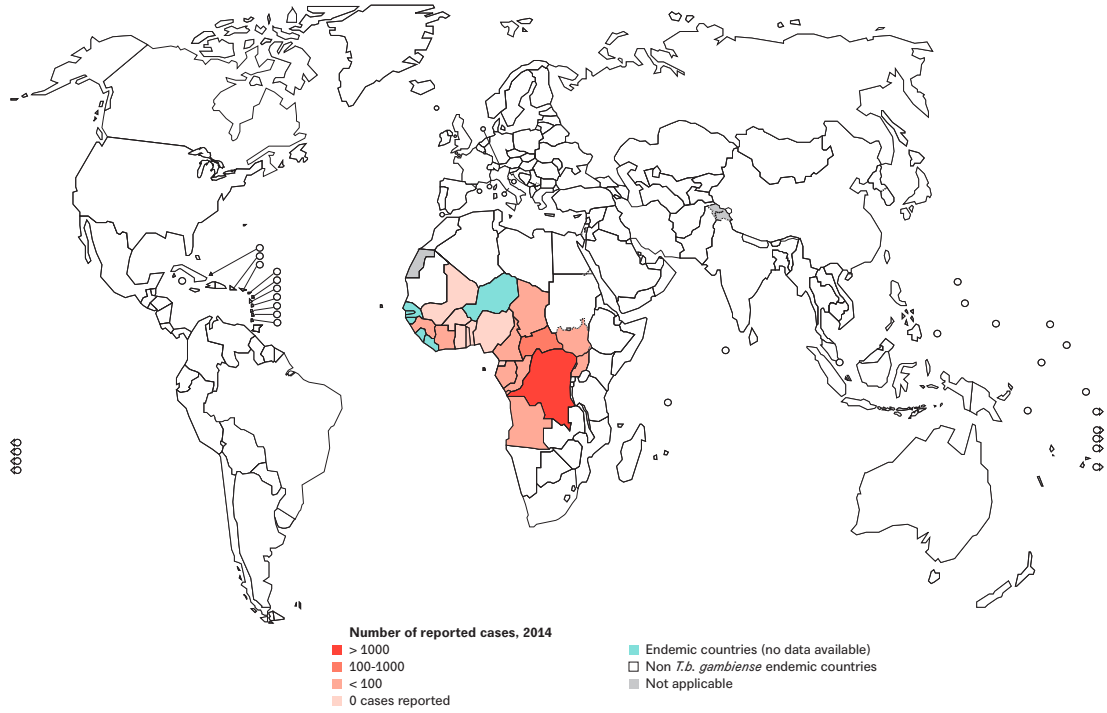 Number of reported cases, 2014
> 1000
100-1000
< 100
0 cases reported
Endemic countries (no data available)
Non T.b. gambiense endemic countries
Not applicable